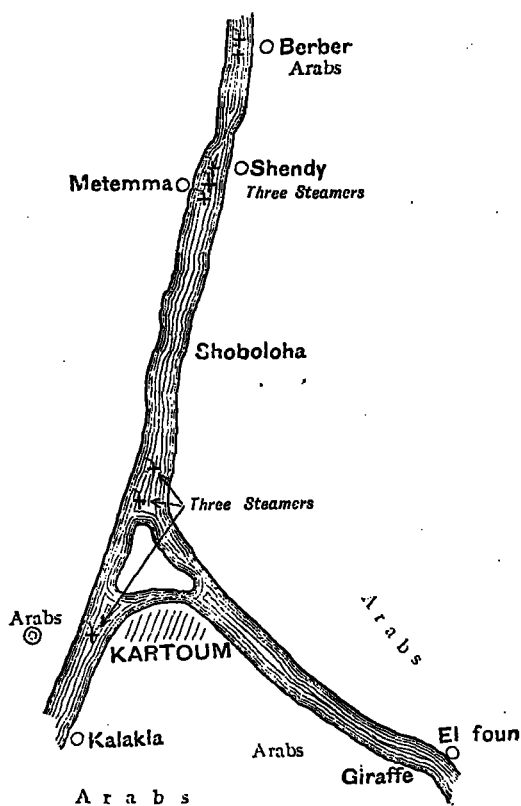 Berber
Arabs
Metemma
Shendy
Three Steamers
Shoboloha
Three Steamers
Arabs
Arabs
KARTOUM
Kalakla
Arabs
El foun
Giraffe
Arabs